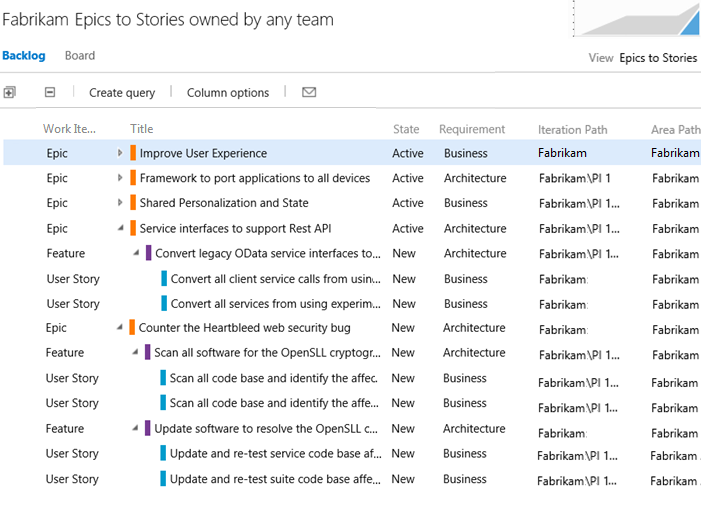 Fabrikam Epics to Stories owned by any team
Backlog Board
View Epics to Stories
Create query Column options
Work Ite... Title State Requirement Iteration Path Area Path
Epic Improve User Experience Active Business Fabrikam Fabrikam
Epic Framework to port applications to all devices Active Architecture Fabrikam\PI 1 Fabrikam
Epic Shared Personalization and State Active Business Fabrikam\PI 1... Fabrikam
Epic Service interfaces to support Rest API Active Architecture Fabrikam\PI 1... Fabrikam
Feature Convert legacy OData service interfaces to... New Architecture Fabrikam\PI 1... Fabrikam
User Story Convert all client service calls from usin... New Business Fabrikam Fabrikam
User Story Convert all services from using experim... New Business Fabrikam Fabrikam
Epic Counter the Heartbleed web security bug New Architecture Fabrikam Fabrikam
Feature Scan all software for the OpenSLL cryptogr... New Architecture Fabrikam\PI 1... Fabrikam
User Story Scan all code base and identify the affec. New Business Fabrikam\PI 1... Fabrikam
User Story Scan all code base and identify the affe... New Business Fabrikam\PI 1... Fabrikam
Feature Update software to resolve the OpenSLL c... New Architecture Fabrikam Fabrikam
User Story Update and re-test service code base af... New Business Fabrikam\PI 1... Fabrikam
User Story Update and re-test suite code base affe... New Business Fabrikam\PI 1... Fabrikam